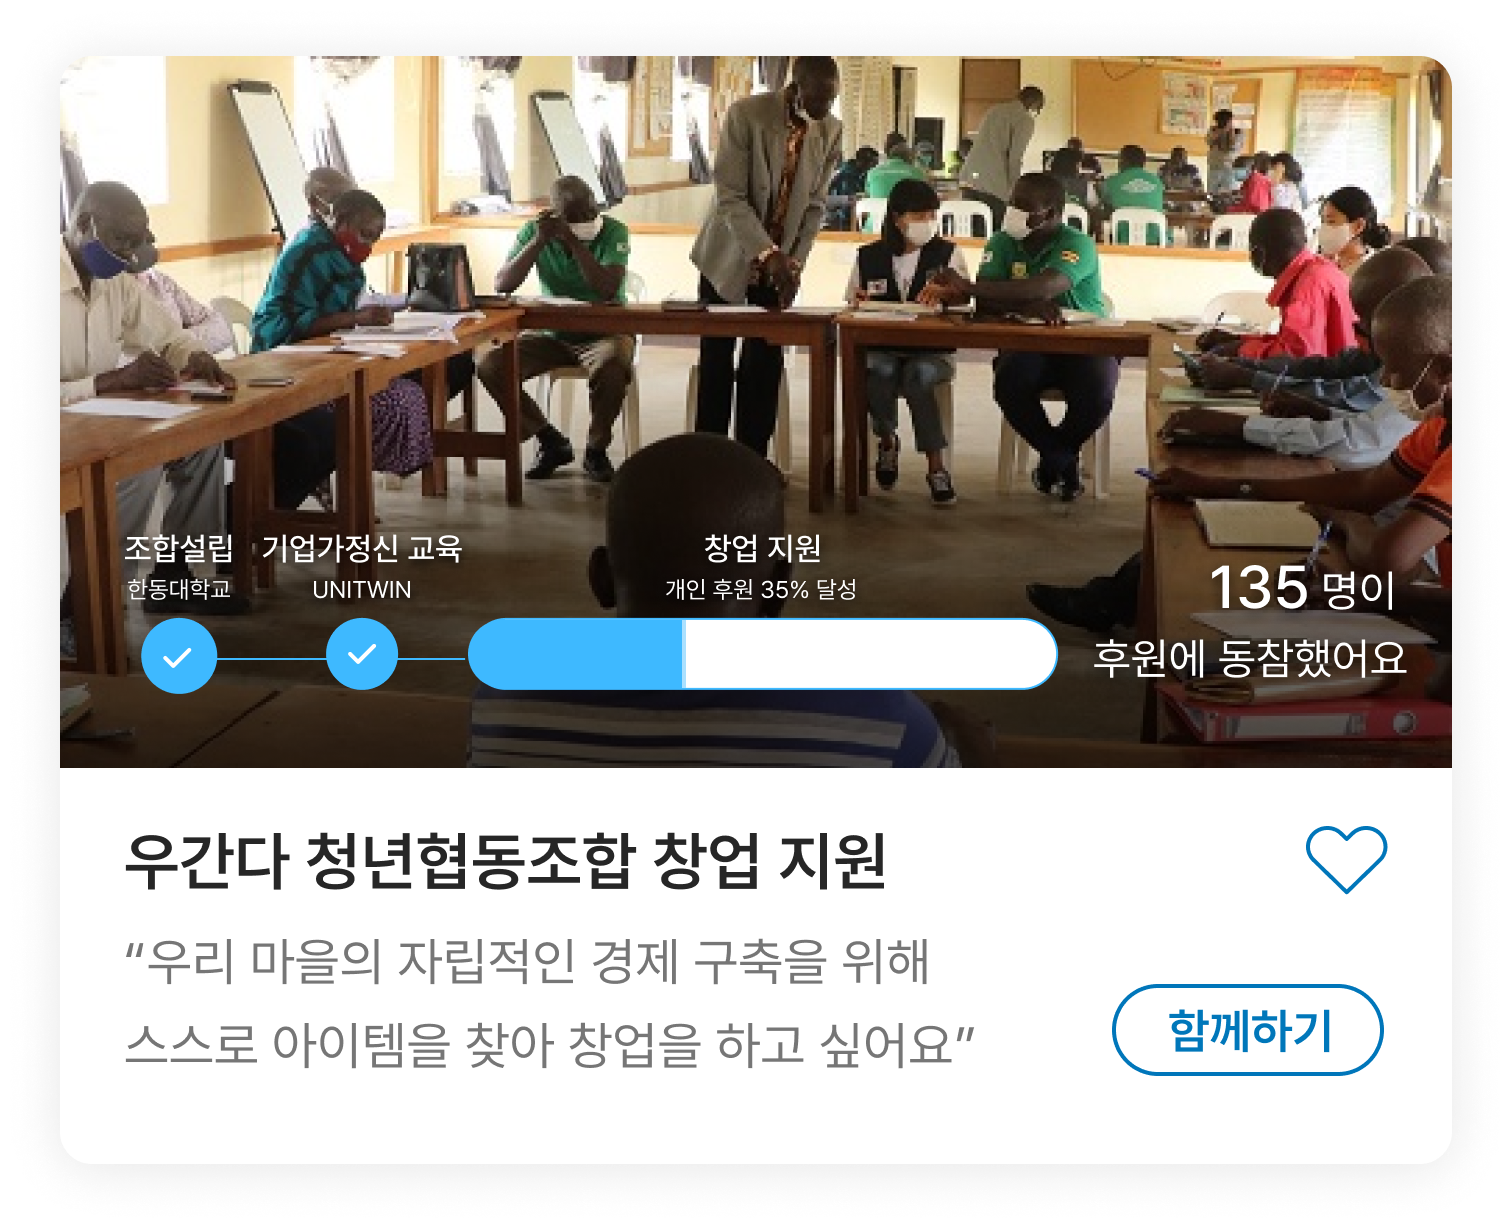 조합설립 기업가정신 교육 창업 지원
한동대학교 UNITWIN 개인 후원 35% 달성
135 명이
후원에 동참했어요
우간다 청년협동조합 창업 지원
“우리 마을의 자립적인 경제 구축을 위해
스스로 아이템을 찾아 창업을 하고 싶어요”
함께하기